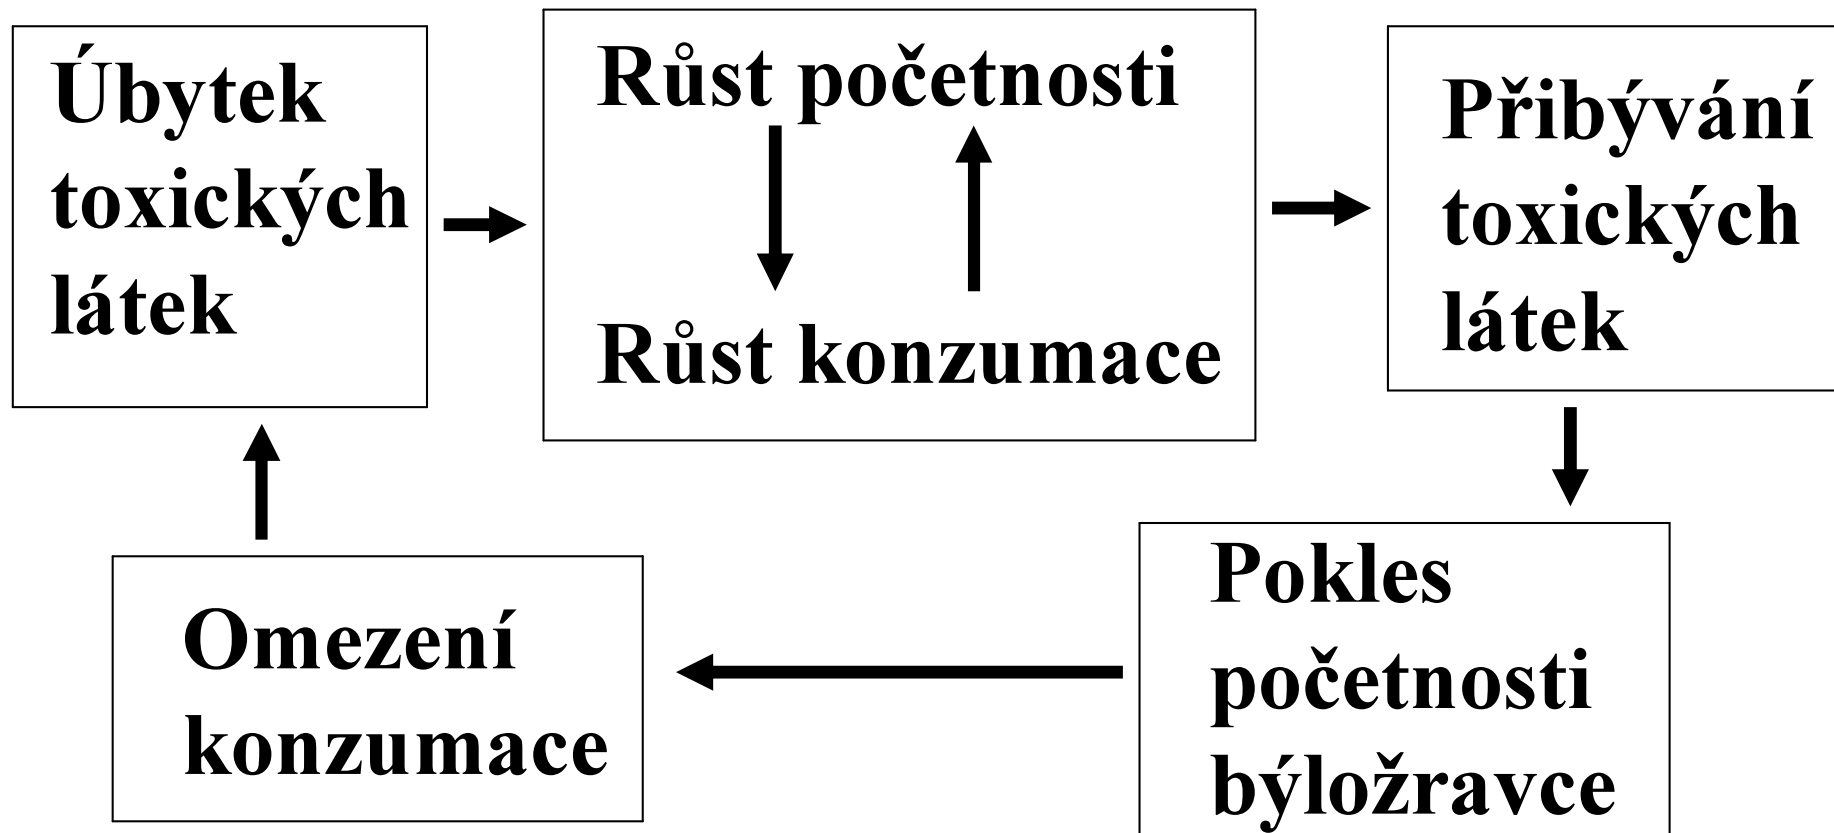 Úbytek
toxických
látek
Růst početnosti
Růst konzumace
Přibývání
toxických
látek
Pokles
početnosti
býložravce
Omezení
konzumace